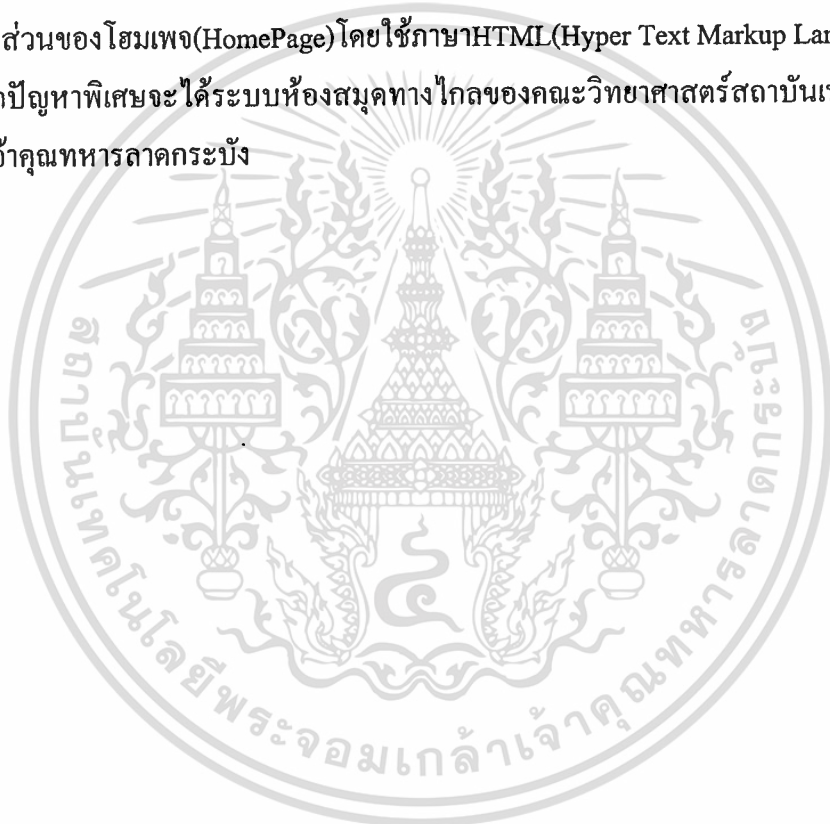 ส่วนของโฮมเพจ(HomePage)โดยใช้ภาษาHTML(Hyper Text Markup Lan
ปัญหาพิเศษจะได้ระบบห้องสมุดทางไกลของคณะวิทยาศาสตร์สถาบันเ
จ้าคุณทหารลาดกระบัง
สถาบันเทคโนโลยีพระจอมเกล้าเจ้าคุณทหารลาดกระบัง